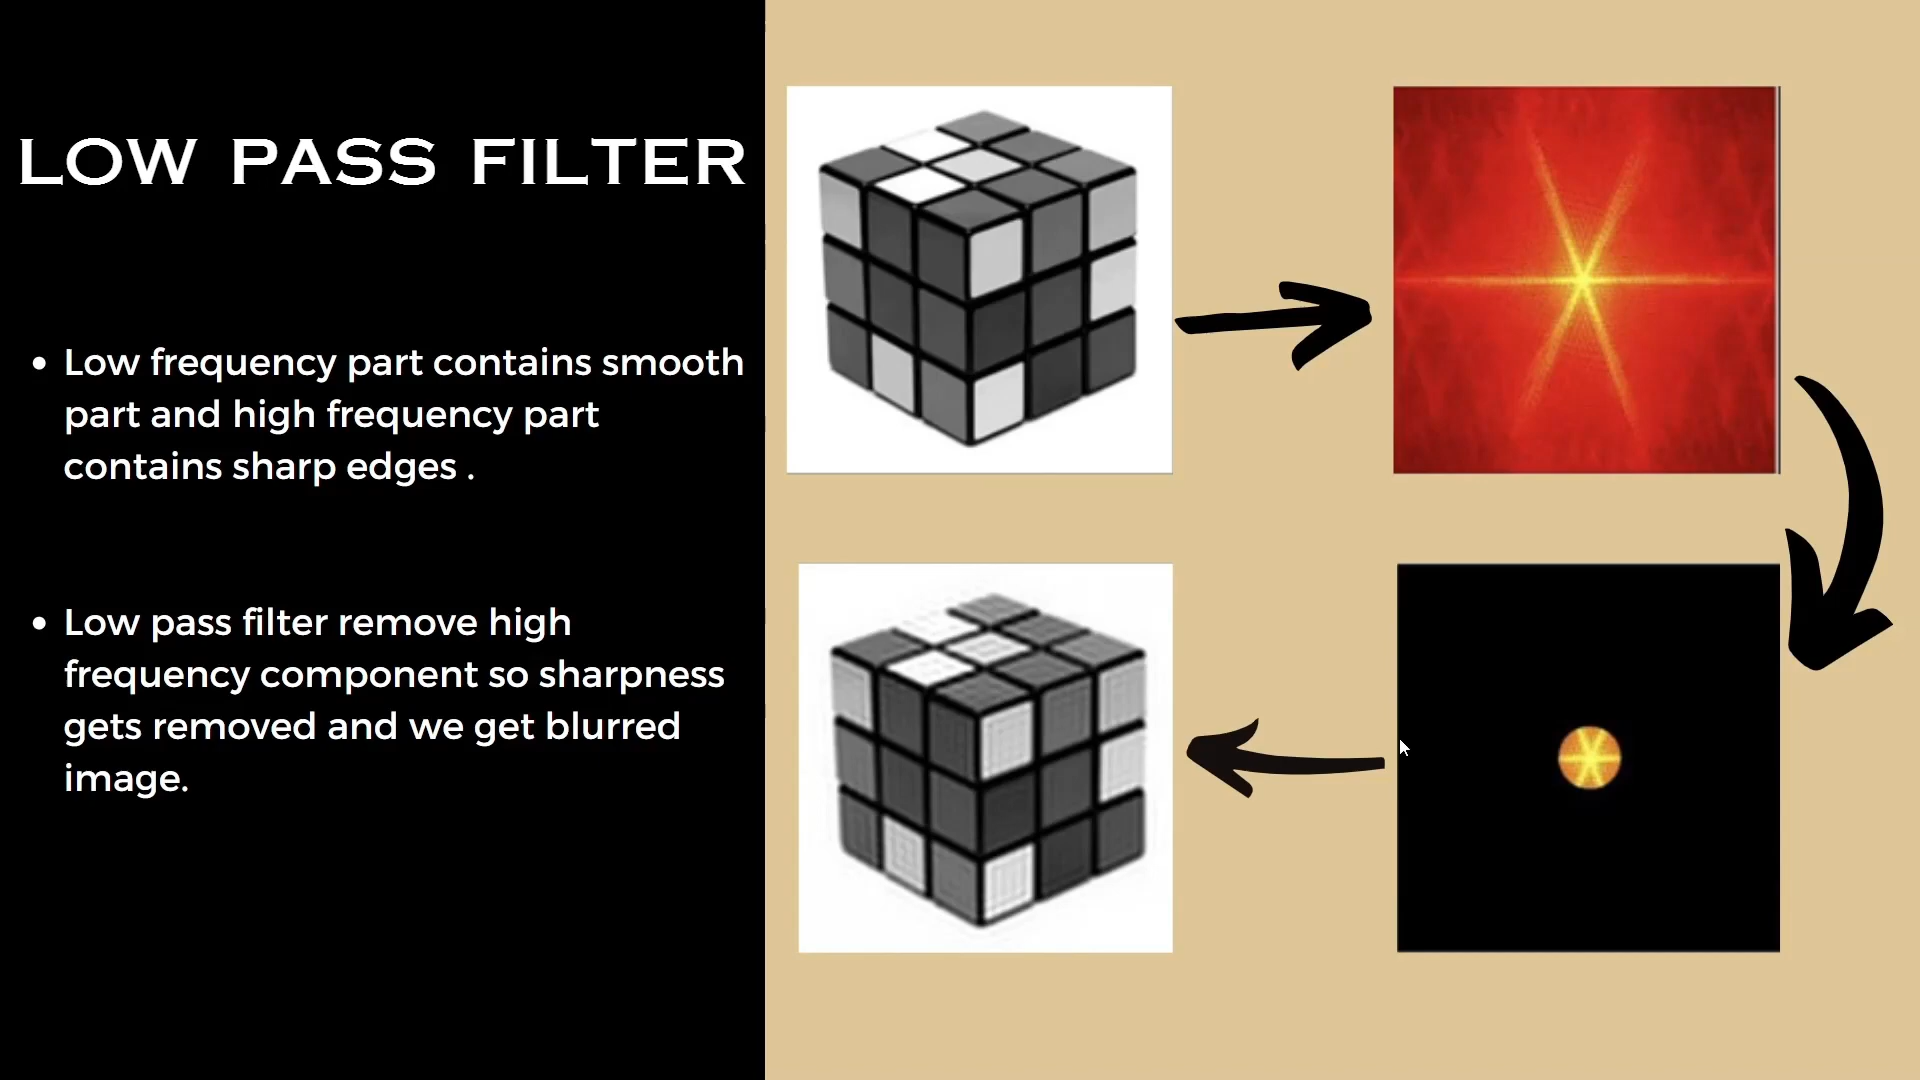 LOW PASS FILTER
• Low frequency part contains smooth
part and high frequency part
contains sharp edges .
• Low pass filter remove high
frequency component so sharpness
gets removed and we get blurred
image.